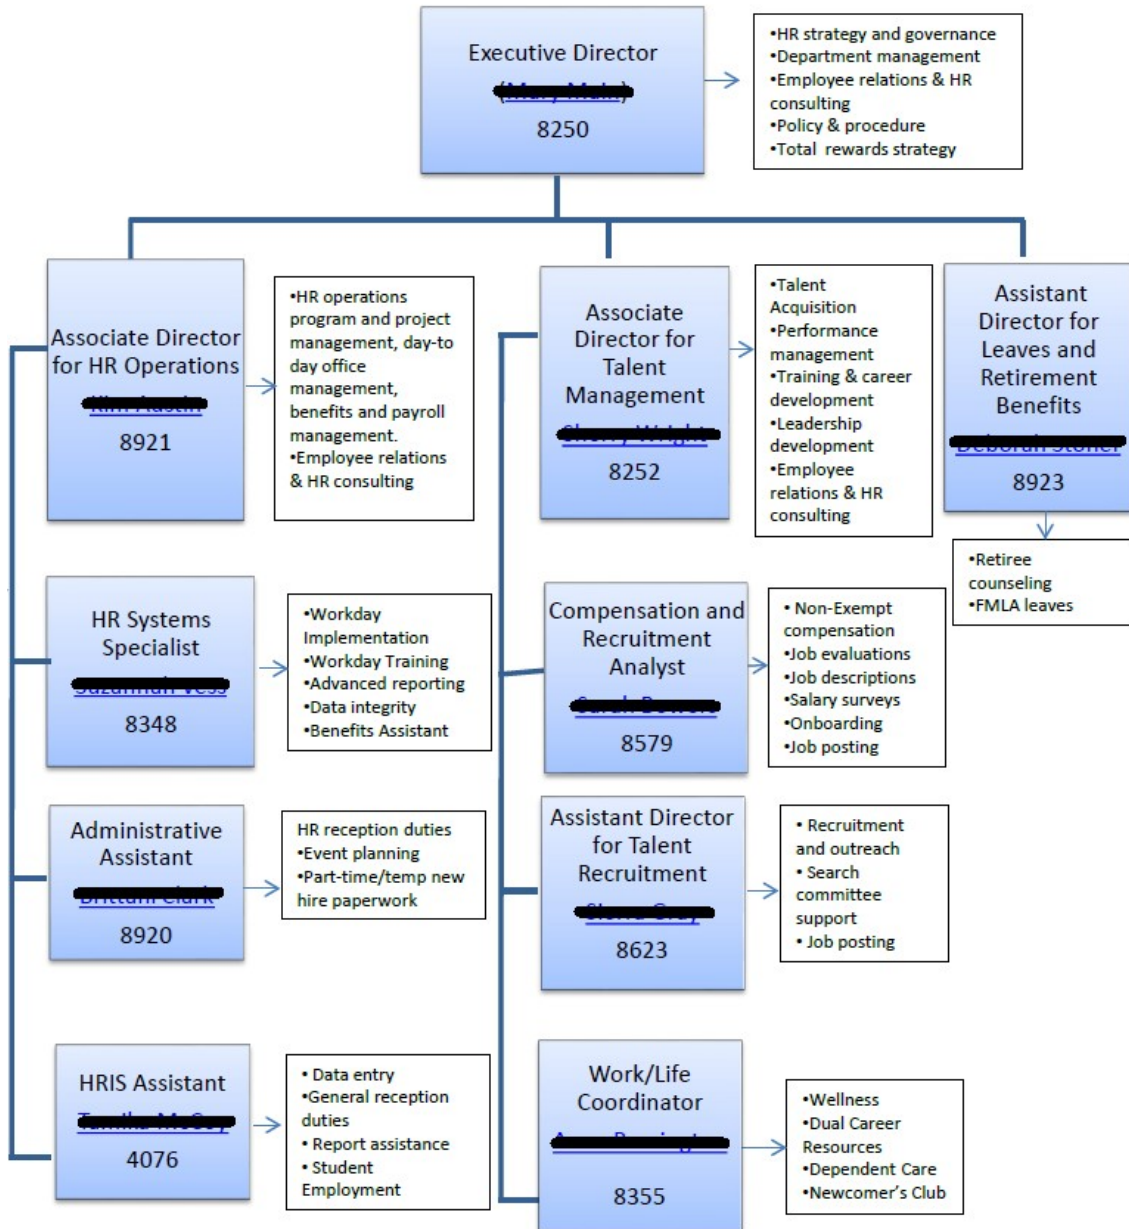 Executive Director
8250
•HR strategy and governance
•Department management
•Employee relations & HR
consulting
•Policy & procedure
•Total rewards strategy
Associate Director
for HR Operations
8921
•HR operations
program and project
management, day-to
day office
management,
benefits and payroll
management.
•Employee relations
& HR consulting
Associate
Director for
Talent
Management
8252
•Talent
Acquisition
•Performance
management
•Training & career
development
•Leadership
development
•Employee
relations & HR
consulting
Assistant
Director for
Leaves and
Retirement
Benefits
8923
•Retiree
counseling
•FMLA leaves
HR Systems
Specialist
8348
•Workday
Implementation
•Workday Training
•Advanced reporting
•Data integrity
•Benefits Assistant
Compensation and
Recruitment
Analyst
8579
• Non-Exempt
compensation
•Job evaluations
•Job descriptions
•Salary surveys
•Onboarding
•Job posting
Administrative
Assistant
8920
HR reception duties
•Event planning
•Part-time/temp new
hire paperwork
Assistant Director
for Talent
Recruitment
8623
• Recruitment
and outreach
• Search
committee
support
• Job posting
HRIS Assistant
4076
• Data entry
•General reception
duties
• Report assistance
• Student
Employment
Work/Life
Coordinator
8355
•Wellness
•Dual Career
Resources
•Dependent Care
•Newcomer's Club